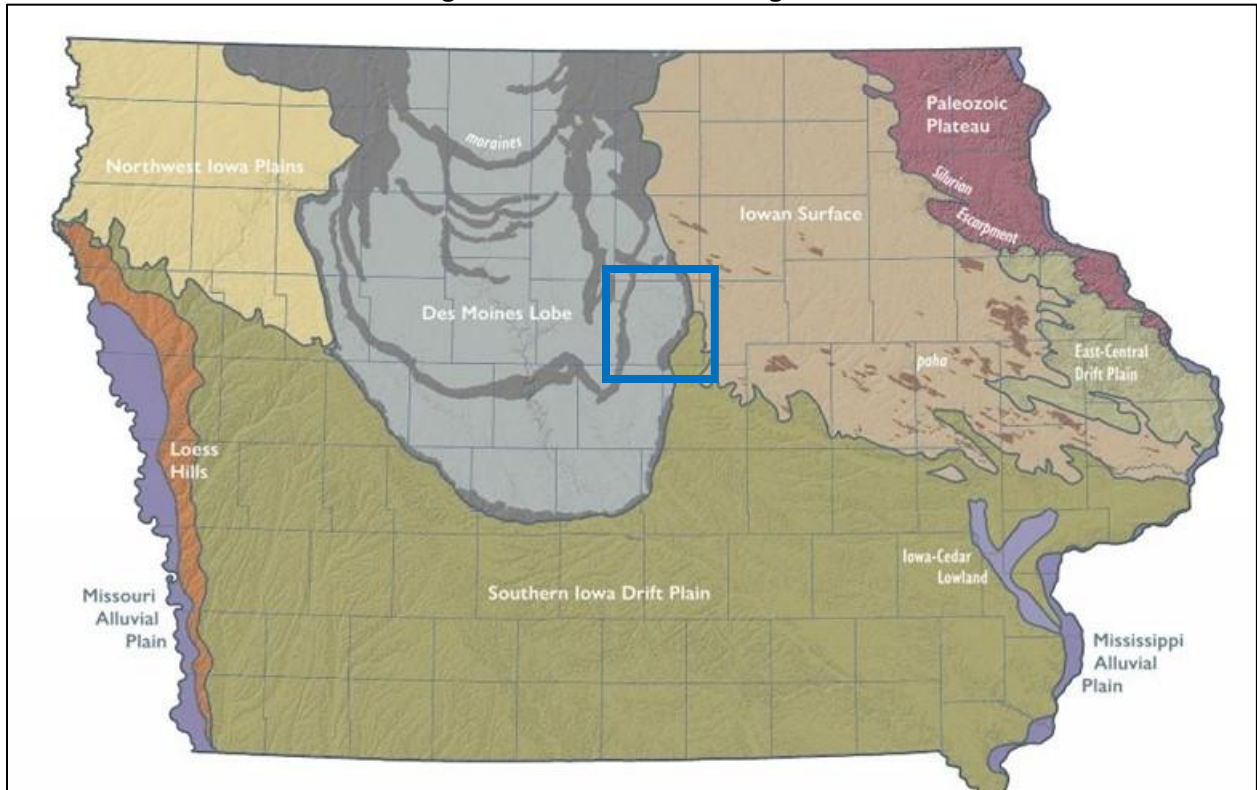 Paleozoic
Plateau
moraines
Northwest Iowa Plains
Silurian
Escarpment
Iowan Surface
Des Moines Lobe
paha
East-Central
Drift Plain
Loess
Hills
Iowa-Cedar
Lowland
Southern Iowa Drift Plain
Missouri
Alluvial
Plain
Mississippi
Alluvial
Plain